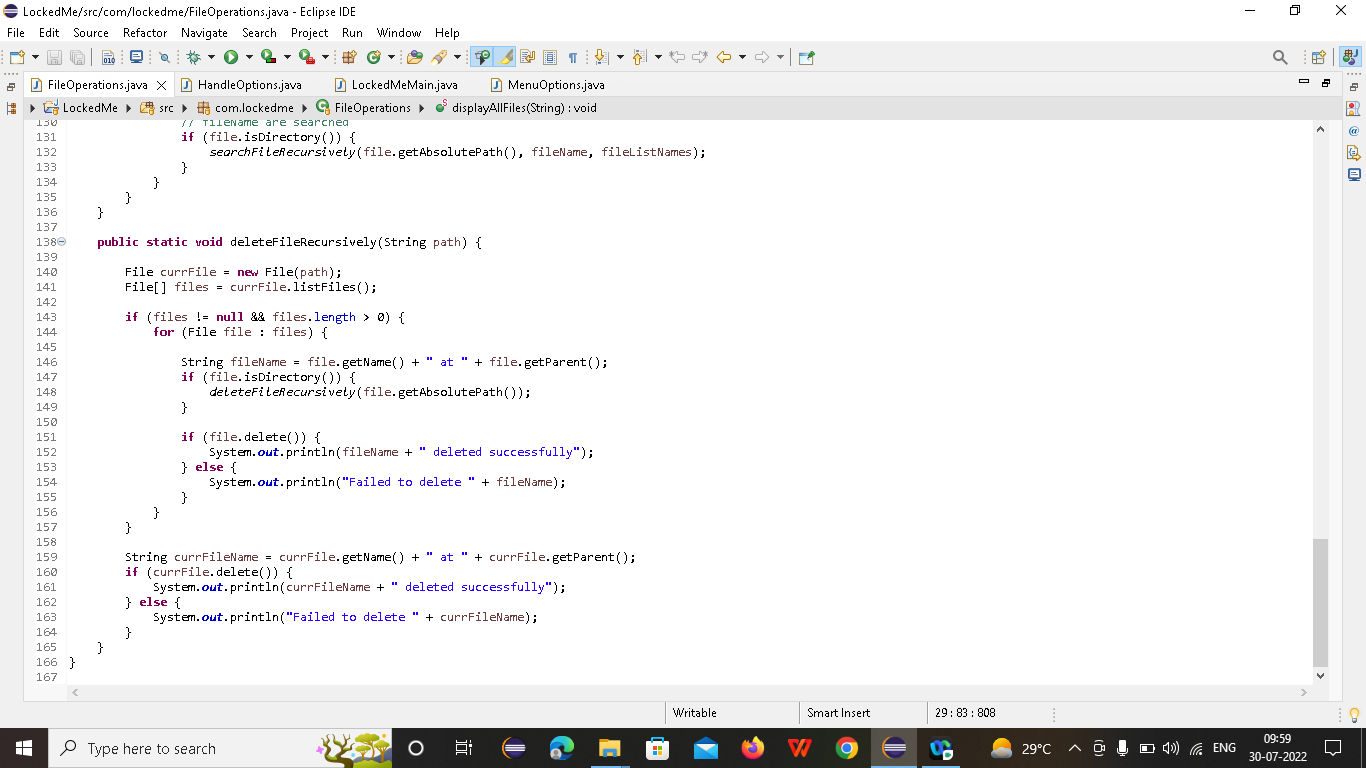 LockedMe/src/com/lockedme/FileOperations.java - Eclipse IDE
File Edit Source Refactor Navigate Search Project Run Window Help
FileOperations.java HandleOptions.java LockedMeMain.java MenuOptions.java
LockedMe src com.lockedme FileOperations displayAllFiles(String) : void
130 // fileName are searched
131 if (file.isDirectory()) {
132 searchFileRecursively(file.getAbsolutePath(), fileName, fileListNames);
133 }
134 }
135 }
136 }
137
138 public static void deleteFileRecursively(String path) {
139
140 File currFile = new File(path);
141 File[] files = currFile.listFiles();
142
143 if (files != null && files.length > 0) {
144 for (File file : files) {
145
146 String fileName = file.getName() + " at " + file.getParent();
147 if (file.isDirectory()) {
148 deleteFileRecursively(file.getAbsolutePath());
149 }
150
151 if (file.delete()) {
152 System.out.println(fileName + " deleted successfully");
153 } else {
154 System.out.println("Failed to delete " + fileName);
155 }
156 }
157 }
158
159 String currFileName = currFile.getName() + " at " + currFile.getParent();
160 if (currFile.delete()) {
161 System.out.println(currFileName + " deleted successfully");
162 } else {
163 System.out.println("Failed to delete " + currFileName);
164 }
165 }
166 }
167
Writable Smart Insert 29 : 83 : 808
Type here to search 29°C ENG 09:59
30-07-2022